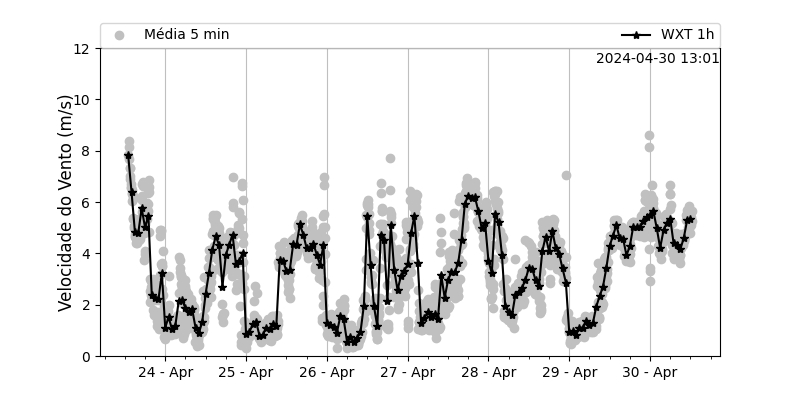 Média 5 min
WXT 1h
2024-04-30 13:01
Velocidade do Vento (m/s)
12
10
8
6
4
2
0
24 - Apr
25 - Apr
26 - Apr
27 - Apr
28 - Apr
29 - Apr
30 - Apr